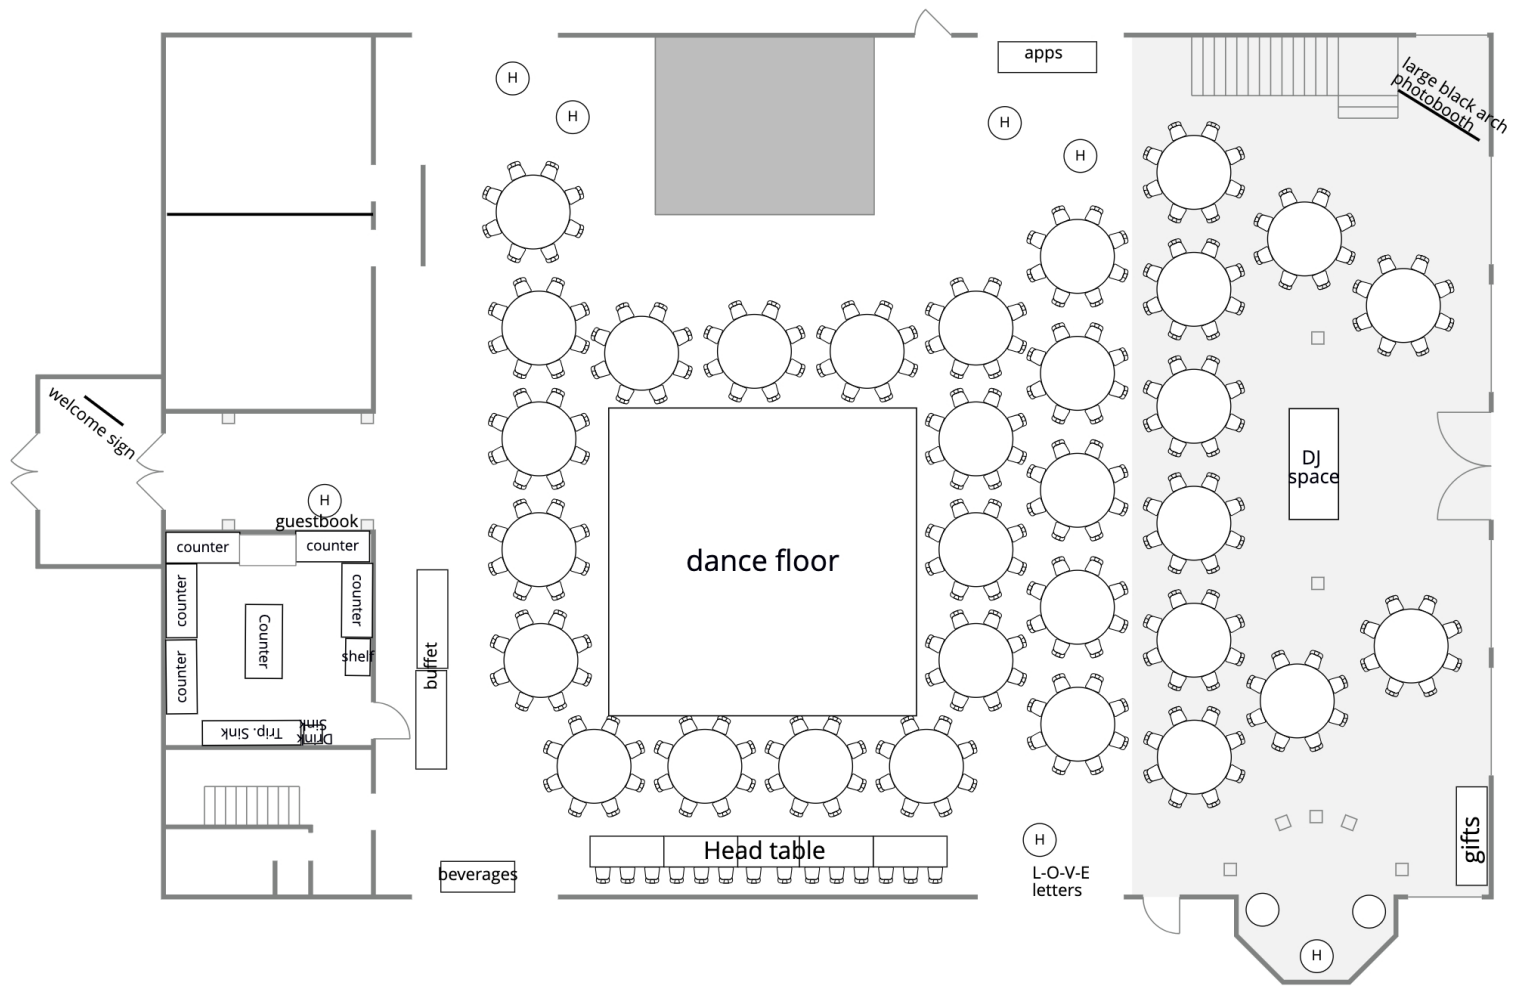 apps
H
H
H
H
large black arch
photobooth
welcome sign
DJ
space
H
guestbook
counter
counter
counter
counter
Counter
counter
shelf
buffet
dance floor
Trip. Sink
Drink
Sink
gifts
H
Head table
beverages
L-O-V-E
letters
H